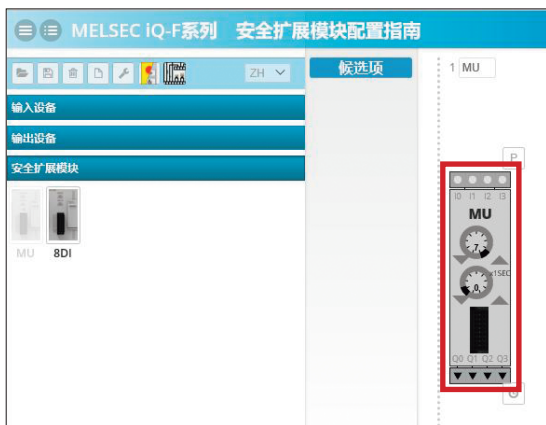 MELSEC iQ-F系列 安全扩展模块配置指南
ZH
候选项
输入设备
输出设备
安全扩展模块
MU 8DI
1 MU
P
I0 I1 I2 I3
MU
7
x1SEC
0
Q0 Q1 Q2 Q3